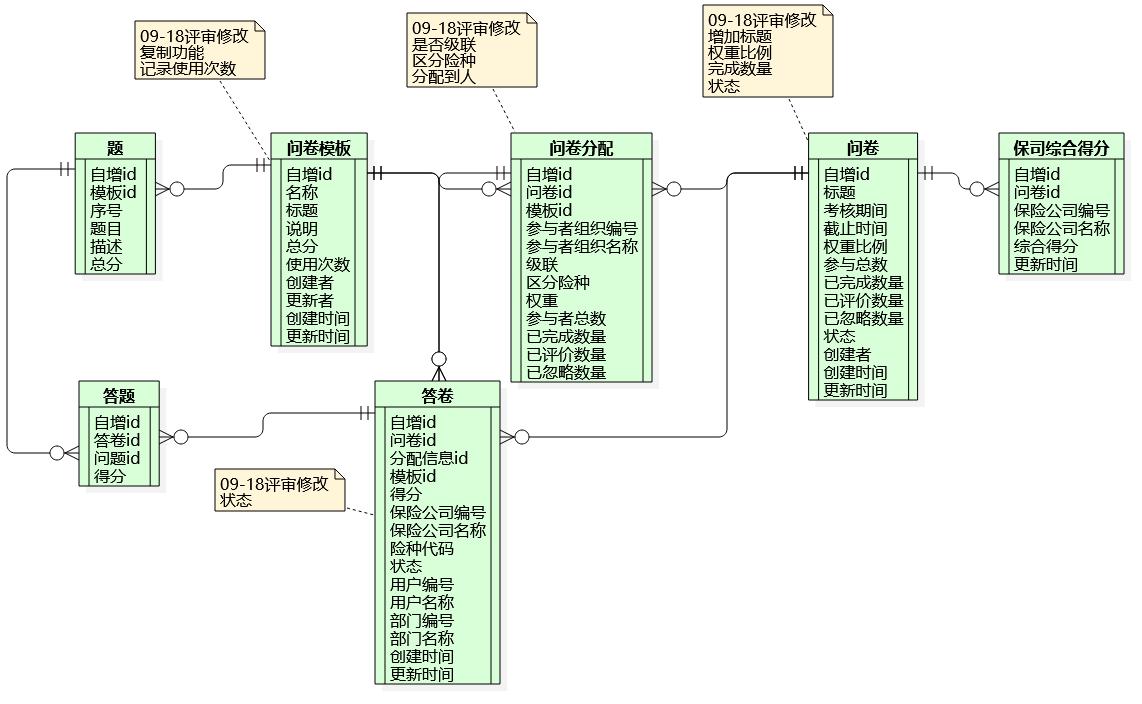 09-18评审修改
复制功能
记录使用次数
09-18评审修改
是否级联
区分险种
分配到人
09-18评审修改
增加标题
权重比例
完成数量
状态
题
自增id
模板id
序号
题目
描述
总分
问卷模板
自增id
名称
标题
说明
总分
使用次数
创建者
更新者
创建时间
更新时间
问卷分配
自增id
问卷id
模板id
参与者组织编号
参与者组织名称
级联
区分险种
权重
参与者总数
已完成数量
已评价数量
已忽略数量
问卷
自增id
标题
考核期间
截止时间
权重比例
参与总数
已完成数量
已评价数量
已忽略数量
状态
创建者
创建时间
更新时间
保司综合得分
自增id
问卷id
保险公司编号
保险公司名称
综合得分
更新时间
答题
自增id
答卷id
问题id
得分
09-18评审修改
状态
答卷
自增id
问卷id
分配信息id
模板id
得分
保险公司编号
保险公司名称
险种代码
状态
用户编号
用户名称
部门编号
部门名称
创建时间
更新时间